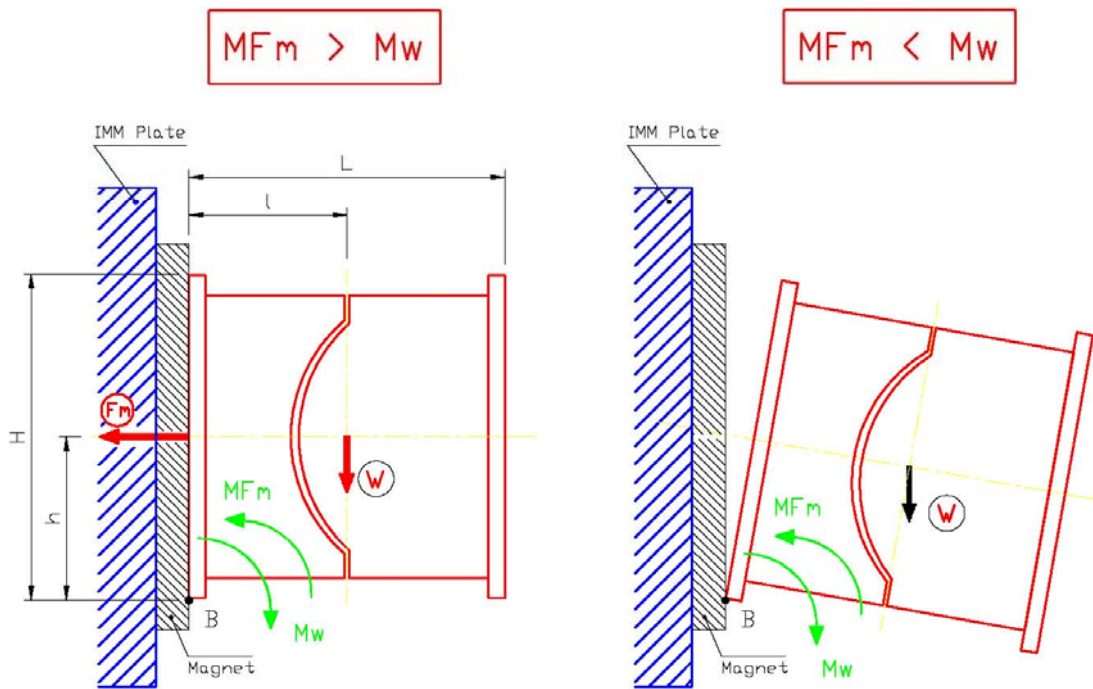 MFm > Mw
MFm < Mw
IMM Plate
L
l
H
h
Fm
W
MFm
Mw
B
Magnet
IMM Plate
W
MFm
Mw
B
Magnet